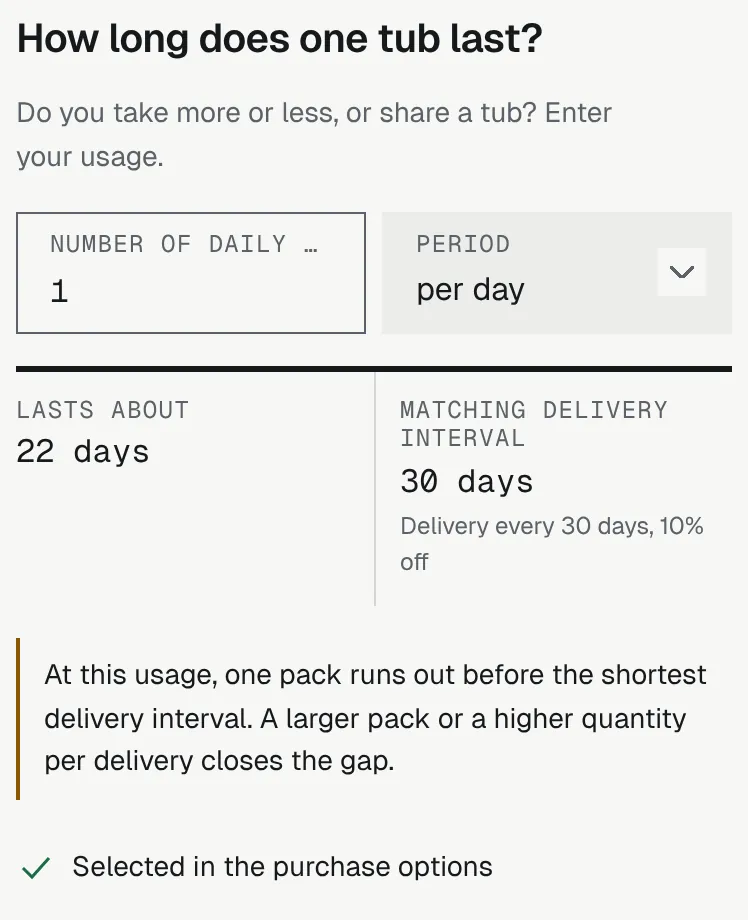 How long does one tub last?
Do you take more or less, or share a tub? Enter
your usage.
NUMBER OF DAILY …
1
PERIOD
per day
LASTS ABOUT
22 days
MATCHING DELIVERY
INTERVAL
30 days
Delivery every 30 days, 10%
off
At this usage, one pack runs out before the shortest
delivery interval. A larger pack or a higher quantity
per delivery closes the gap.
Selected in the purchase options